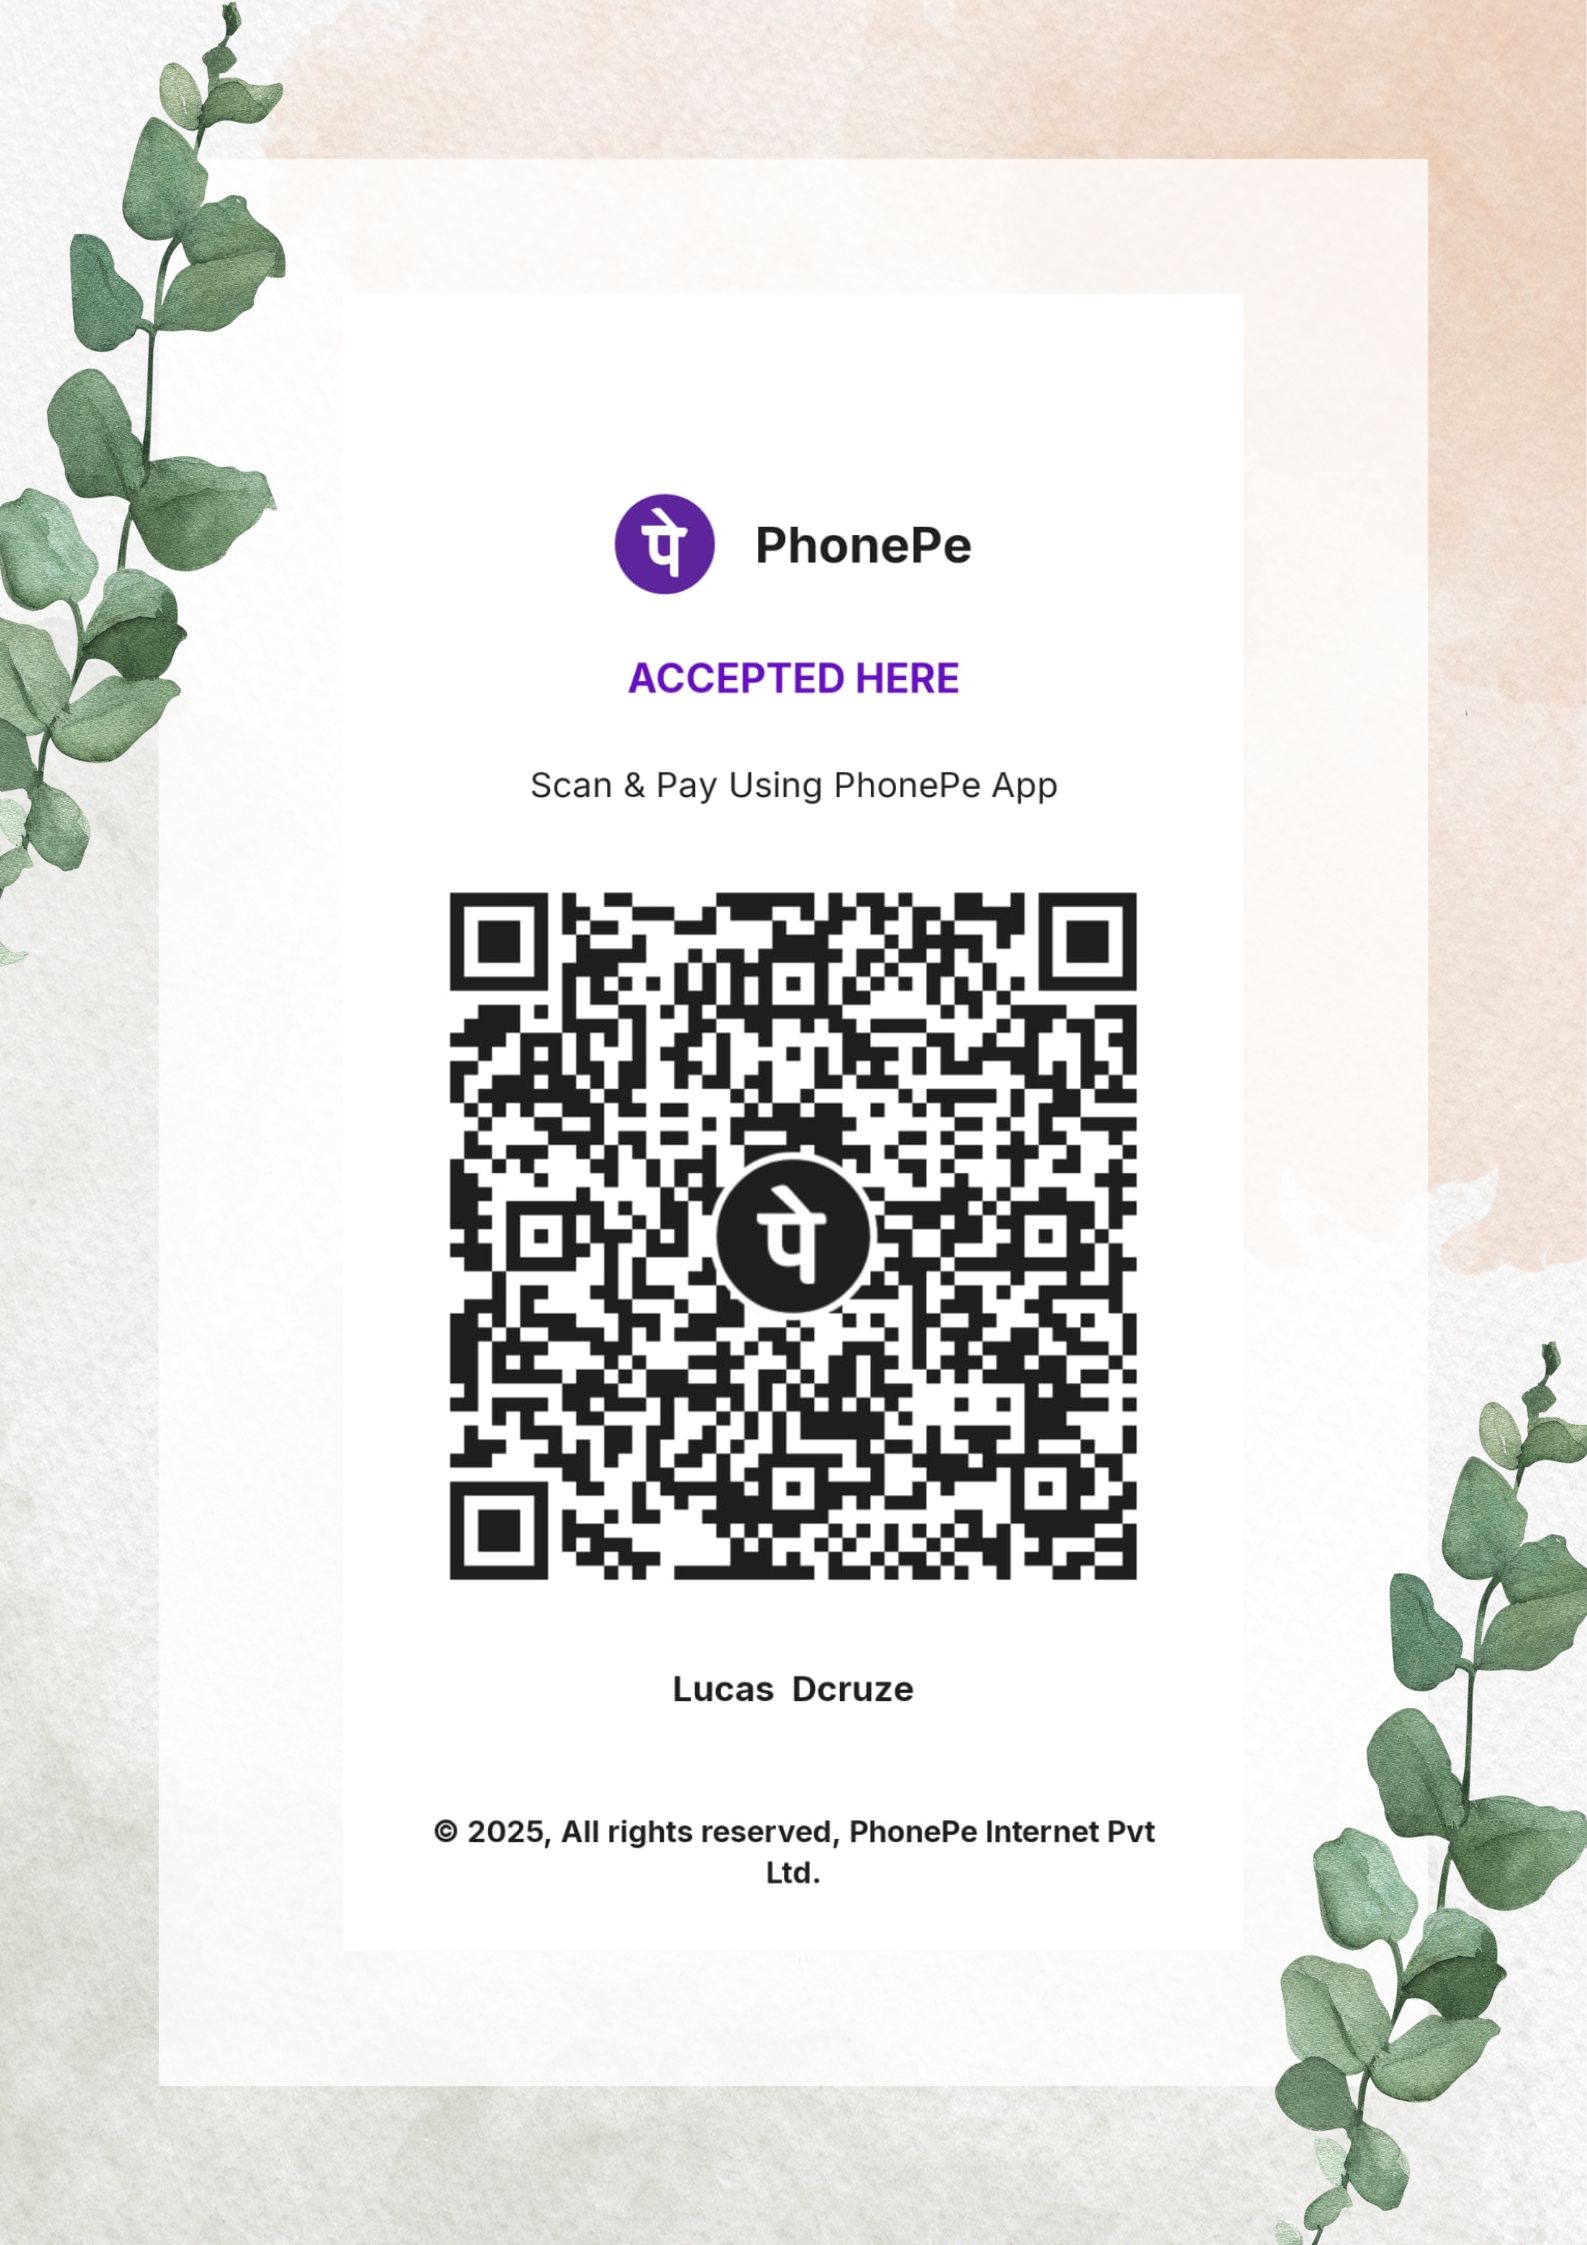 पे PhonePe
ACCEPTED HERE
Scan & Pay Using PhonePe App
पे
Lucas Dcruze
© 2025, All rights reserved, PhonePe Internet Pvt
Ltd.